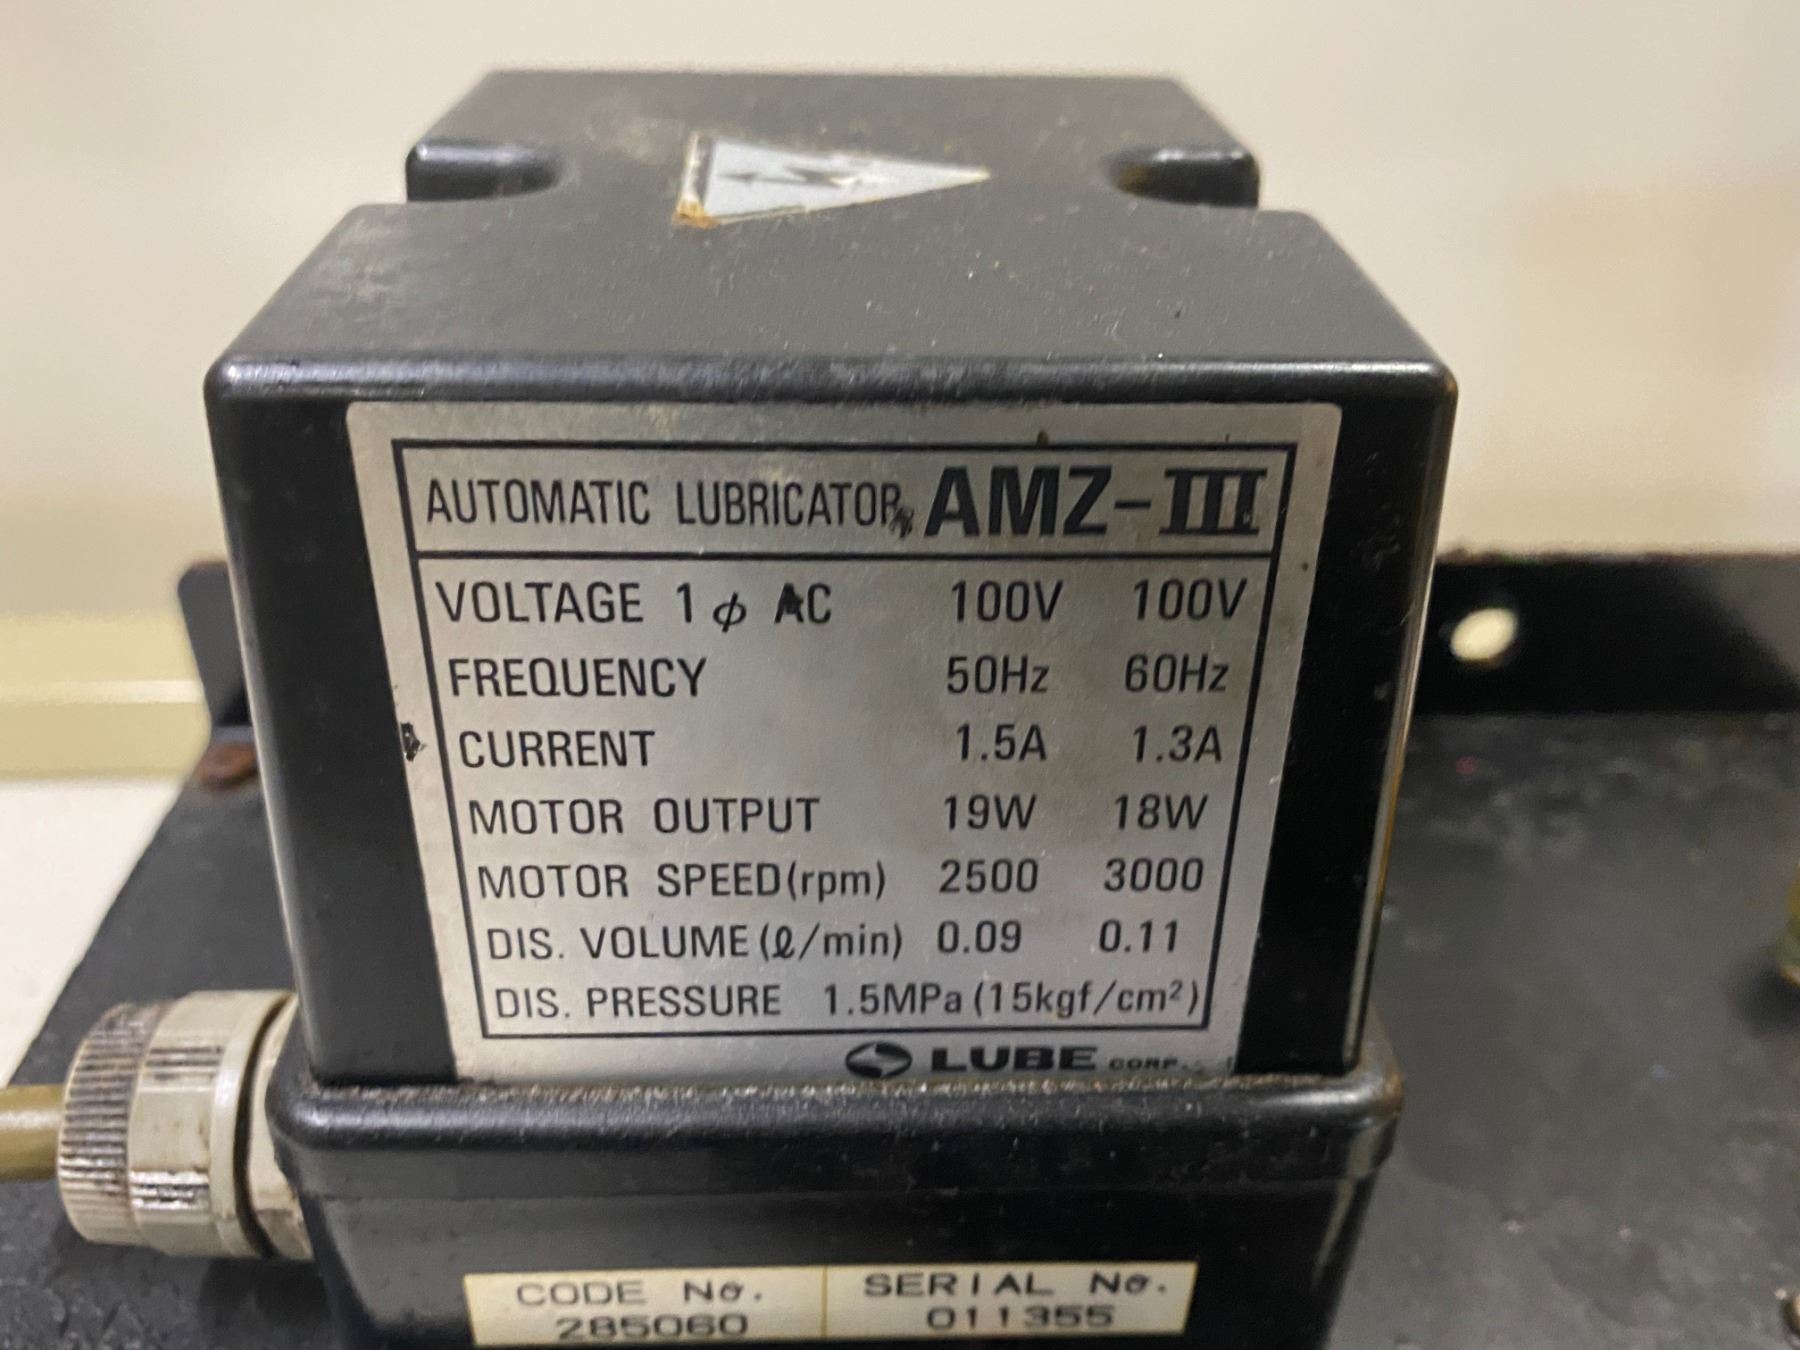 AUTOMATIC LUBRICATOR AMZ-III
VOLTAGE 1φ AC 100V 100V
FREQUENCY 50Hz 60Hz
CURRENT 1.5A 1.3A
MOTOR OUTPUT 19W 18W
MOTOR SPEED(rpm) 2500 3000
DIS. VOLUME(ℓ/min) 0.09 0.11
DIS. PRESSURE 1.5MPa(15kgf/cm²)
LUBE CORP.
CODE No. SERIAL No.
285060 011355